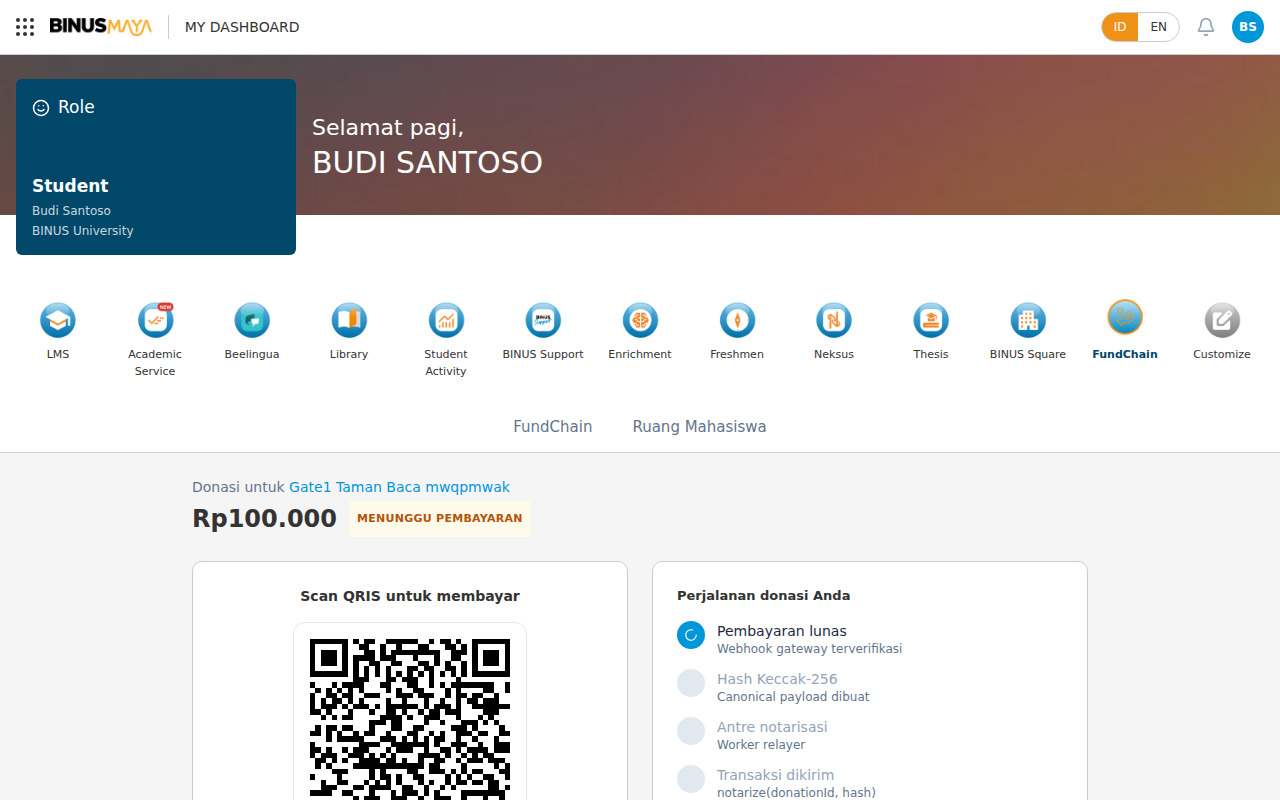 BINUSMAYA
MY DASHBOARD
ID
EN
BS
Role
Student
Budi Santoso
BINUS University
Selamat pagi,
BUDI SANTOSO
NEW
BINUS
Support
LMS
Academic
Service
Beelingua
Library
Student
Activity
BINUS Support
Enrichment
Freshmen
Neksus
Thesis
BINUS Square
FundChain
Customize
FundChain
Ruang Mahasiswa
Donasi untuk Gate1 Taman Baca mwqpmwak
Rp100.000
MENUNGGU PEMBAYARAN
Scan QRIS untuk membayar
Perjalanan donasi Anda
Pembayaran lunas
Webhook gateway terverifikasi
Hash Keccak-256
Canonical payload dibuat
Antre notarisasi
Worker relayer
Transaksi dikirim
notarize(donationId, hash)